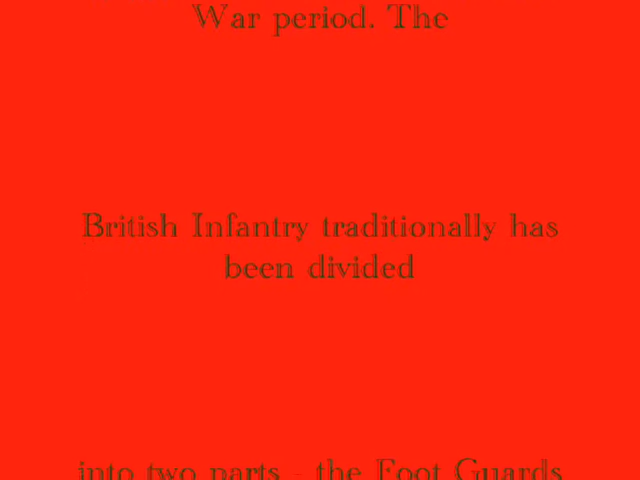 War period. The
British Infantry traditionally has
been divided
into two parts - the Foot Guards